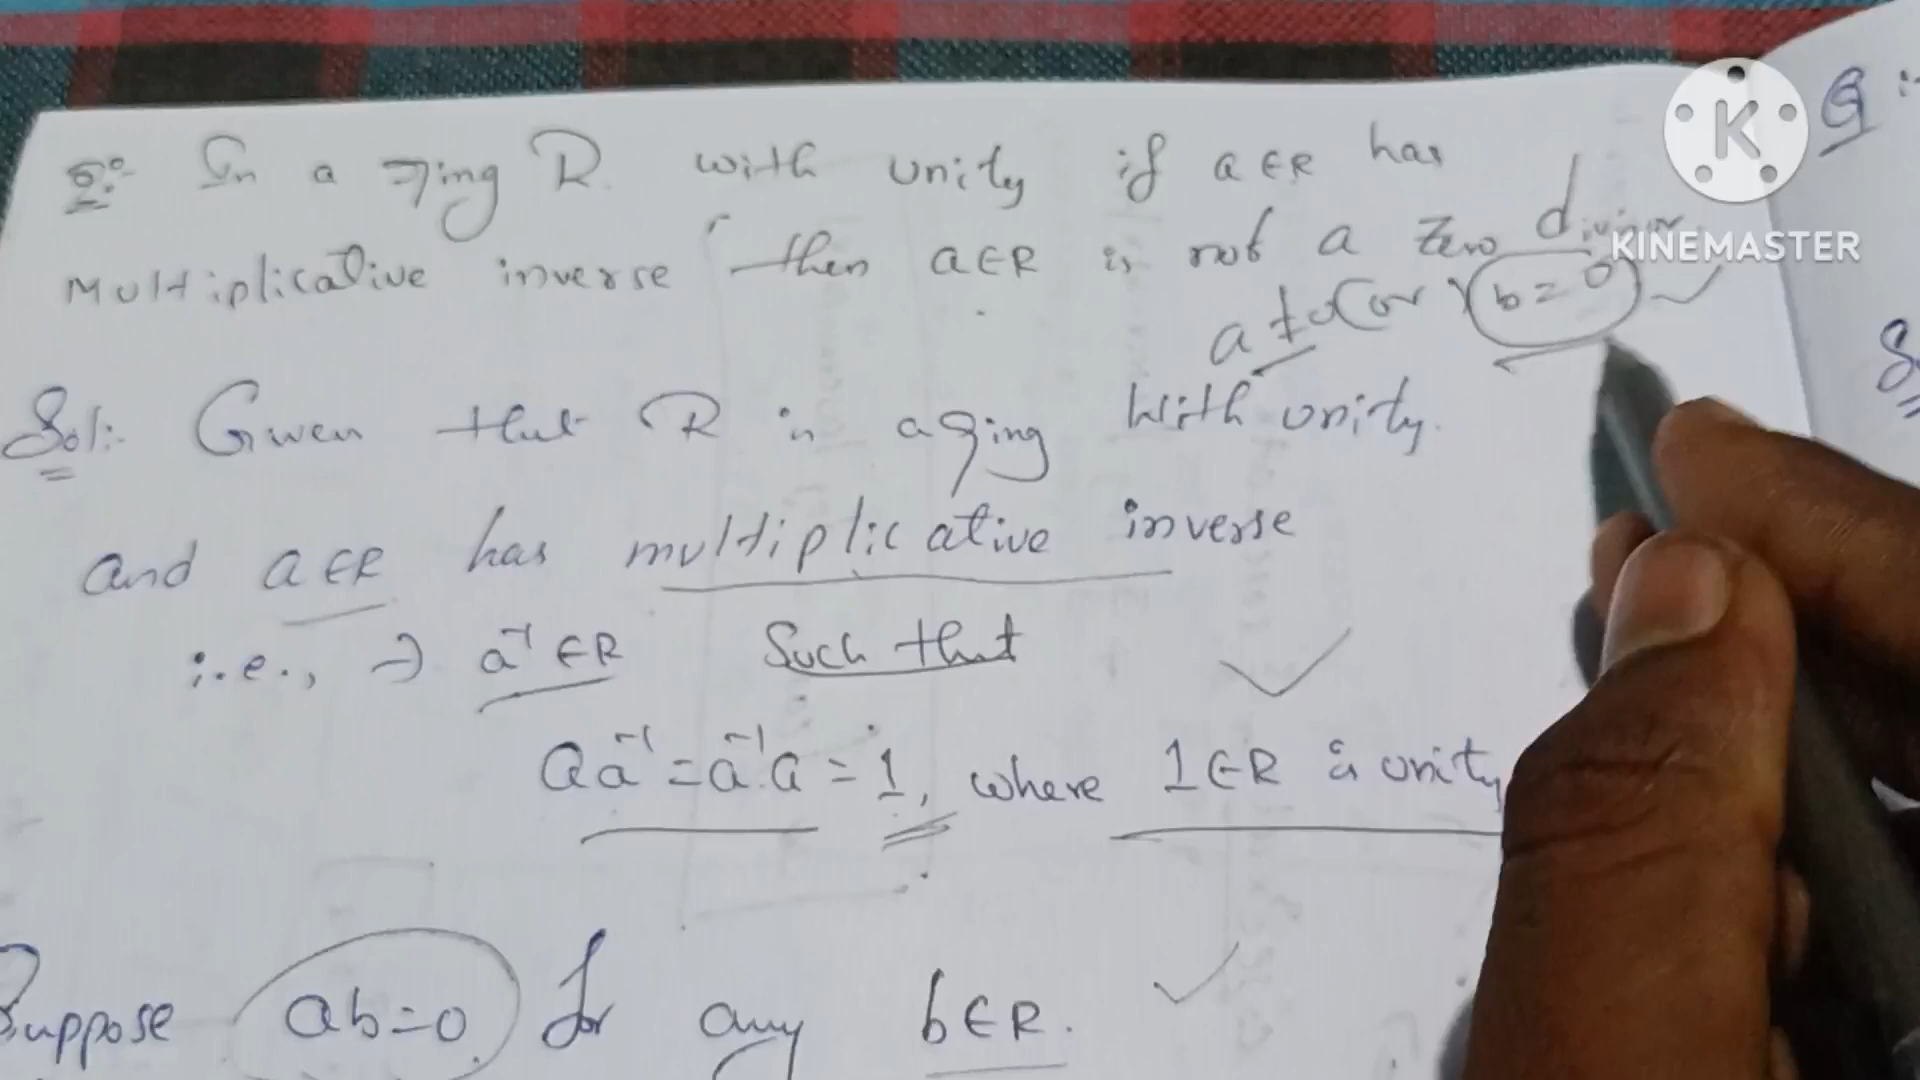 Q: In a ring R with unity if a∈R has
multiplicative inverse then a∈R is not a zero divisor.
a≠0 (or) b=0
Sol: Given that R is a ring with unity.
and a∈R has multiplicative inverse
i.e., ⇒ a⁻¹∈R Such that
aa⁻¹=a⁻¹a=1, where 1∈R is unity
Suppose ab=0 for any b∈R.
K
KINEMASTER
Q:-